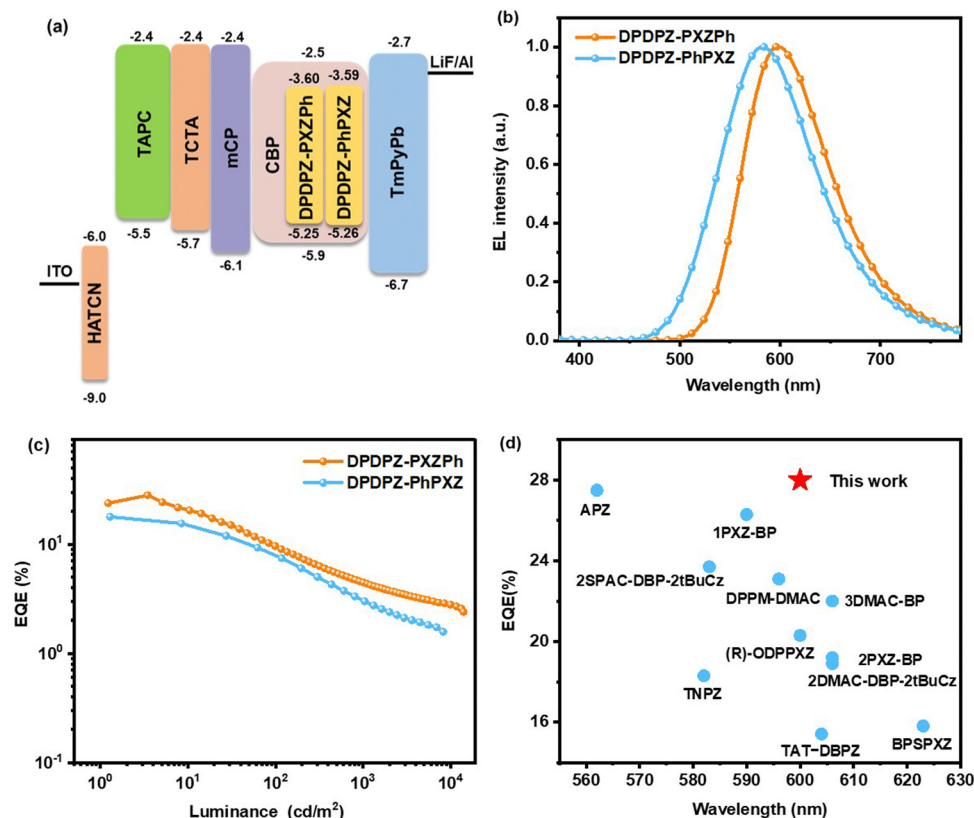 (a)
-2.4
-2.4
-2.4
-2.5
-2.7
LiF/Al
-3.60
-3.59
TAPC
TCTA
mCP
CBP
DPDPZ-PXZPh
DPDPZ-PhPXZ
TmPyPb
-5.5
-5.7
-6.1
-5.25
-5.26
-5.9
-6.7
-6.0
ITO
HATCN
-9.0
(b)
DPDPZ-PXZPh
DPDPZ-PhPXZ
EL intensity (a.u.)
1.0
0.8
0.6
0.4
0.2
0.0
400
500
600
700
Wavelength (nm)
(c)
DPDPZ-PXZPh
DPDPZ-PhPXZ
EQE (%)
10¹
10⁰
10⁻¹
10⁰
10¹
10²
10³
10⁴
Luminance (cd/m²)
(d)
EQE(%)
28
24
20
16
This work
APZ
1PXZ-BP
2SPAC-DBP-2tBuCz
DPPM-DMAC
3DMAC-BP
(R)-ODPPXZ
2PXZ-BP
2DMAC-DBP-2tBuCz
TNPZ
TAT-DBPZ
BPSPXZ
560
570
580
590
600
610
620
630
Wavelength (nm)